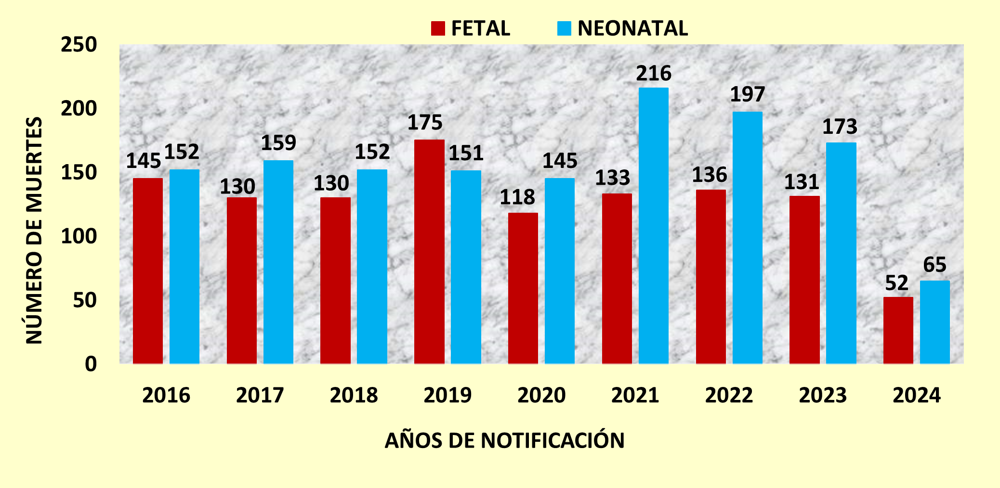 FETAL NEONATAL
250
200
150
100
50
0
NÚMERO DE MUERTES
145 152 130 159 130 152 175 151 118 145 133 216 136 197 131 173 52 65
2016 2017 2018 2019 2020 2021 2022 2023 2024
AÑOS DE NOTIFICACIÓN